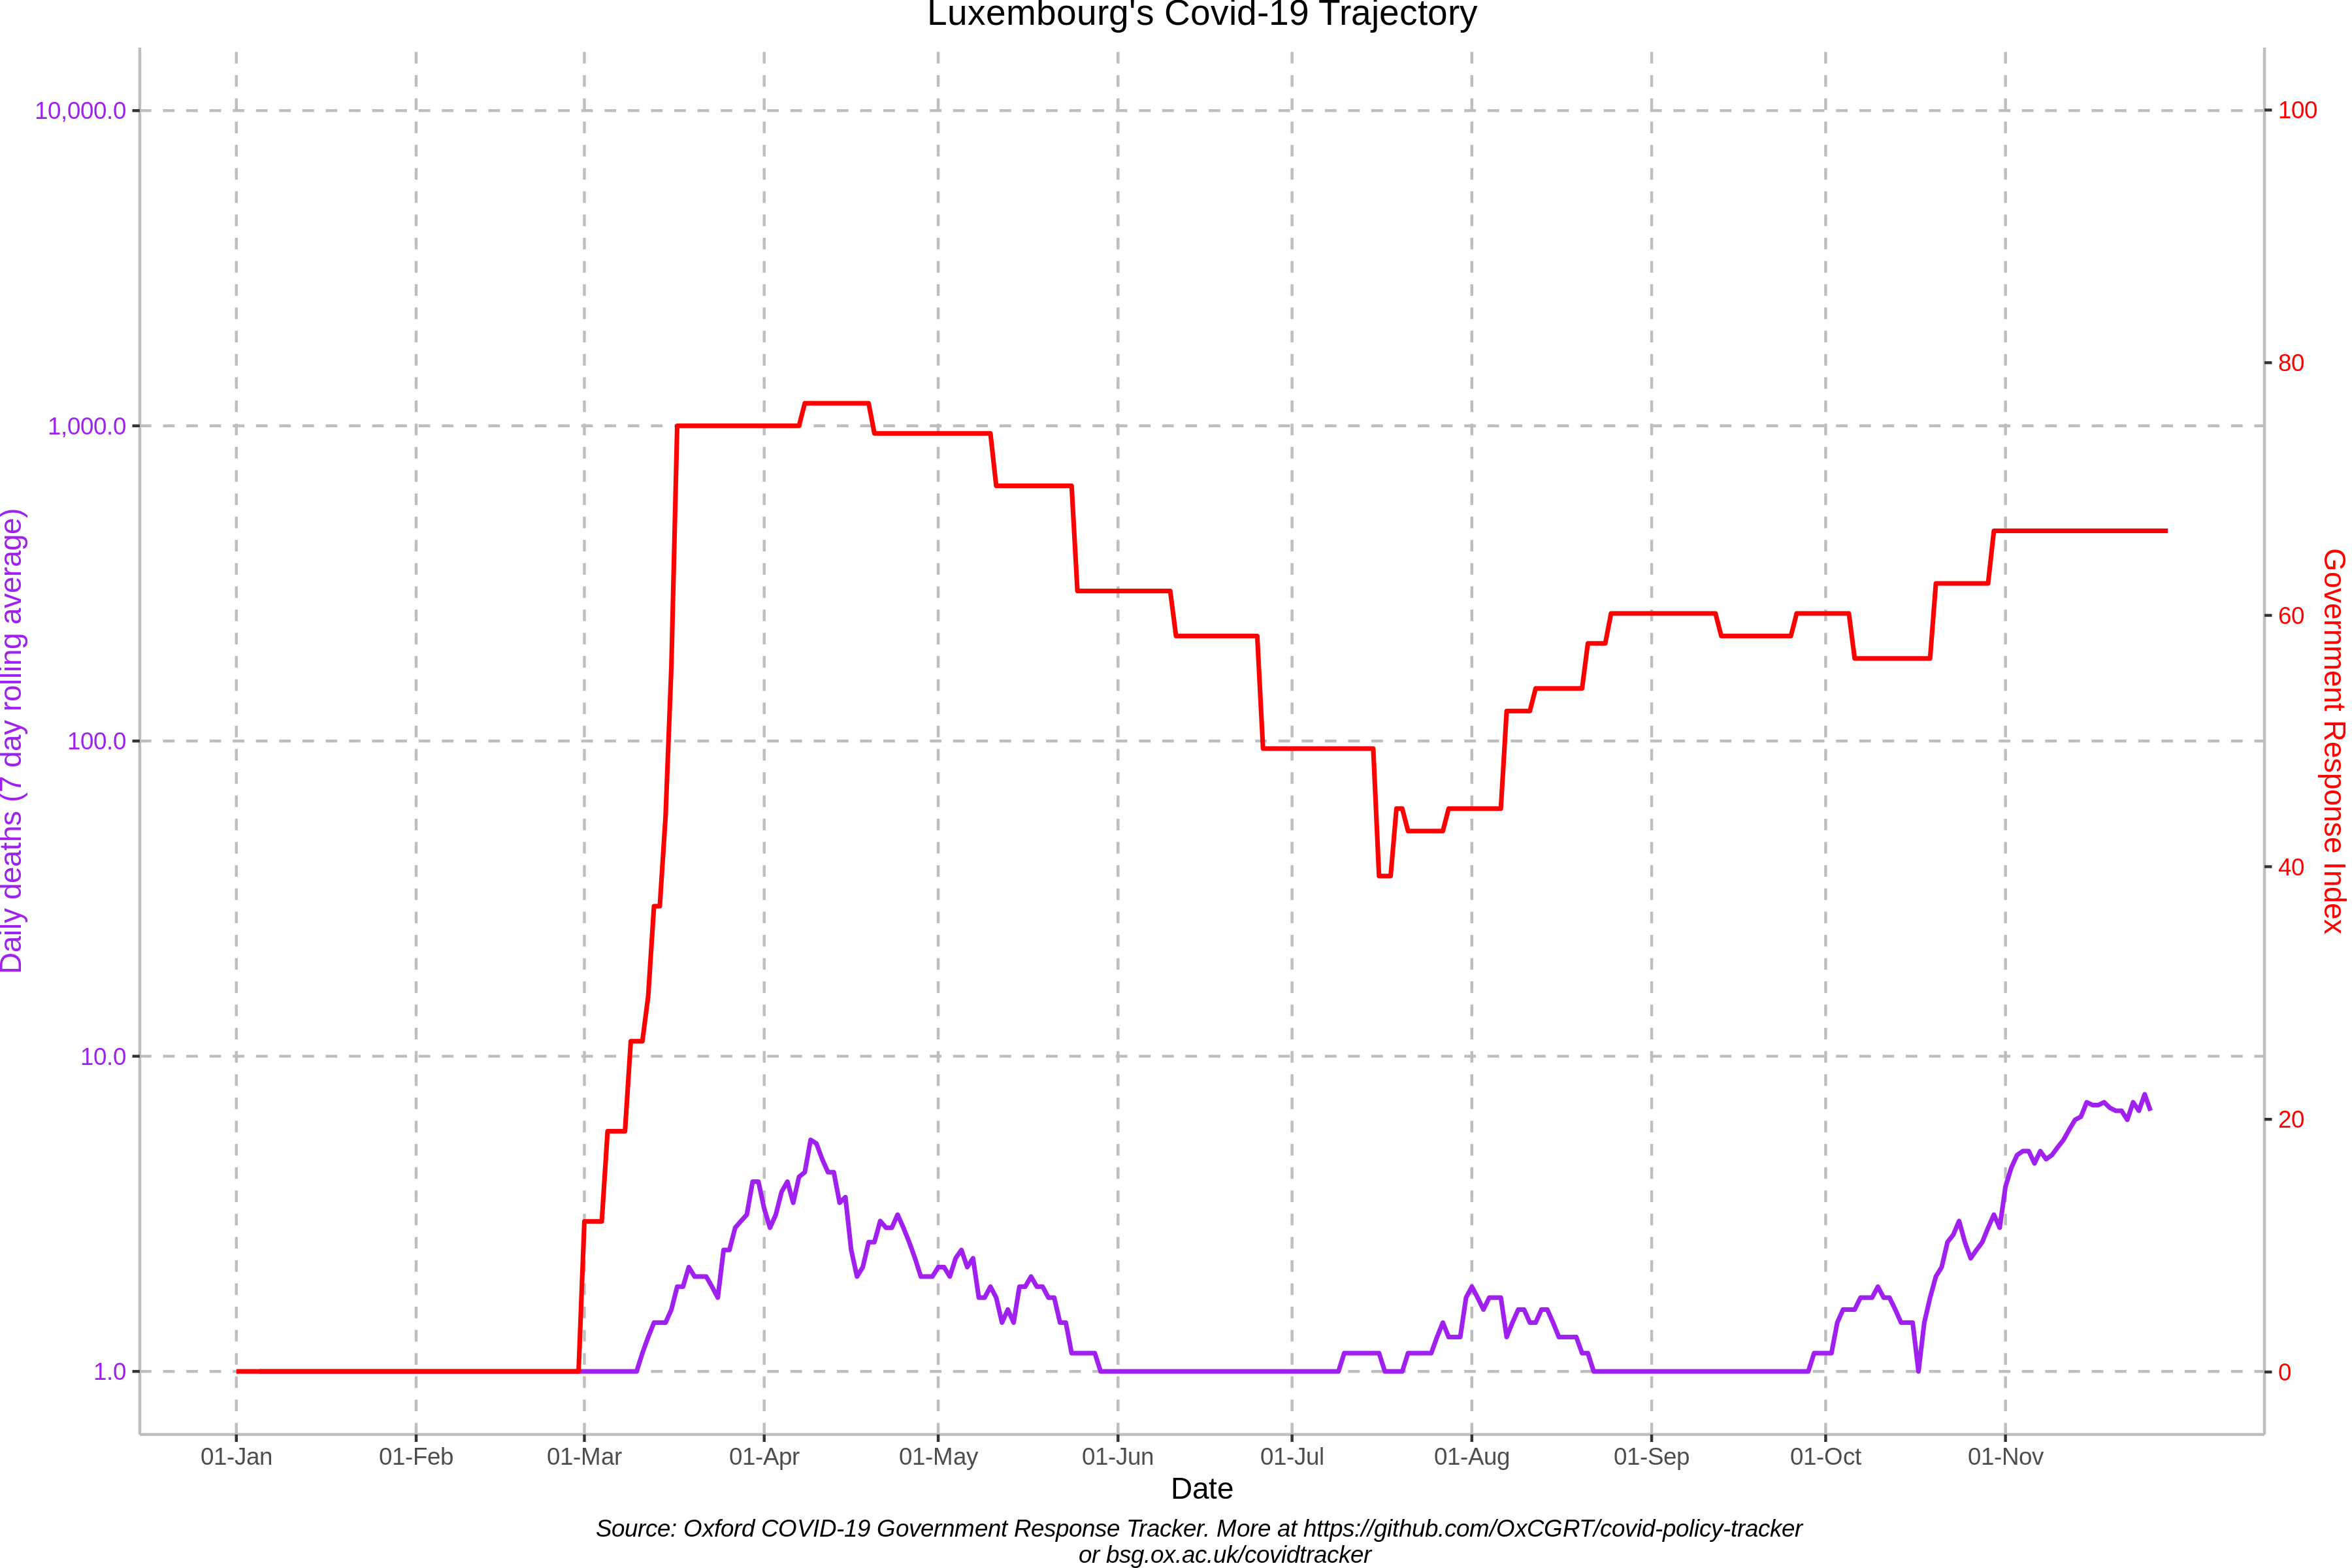 Luxembourg's Covid-19 Trajectory
10,000.0
1,000.0
100.0
10.0
1.0
Daily deaths (7 day rolling average)
100
80
60
40
20
0
Government Response Index
01-Jan
01-Feb
01-Mar
01-Apr
01-May
01-Jun
01-Jul
01-Aug
01-Sep
01-Oct
01-Nov
Date
Source: Oxford COVID-19 Government Response Tracker. More at https://github.com/OxCGRT/covid-policy-tracker
or bsg.ox.ac.uk/covidtracker